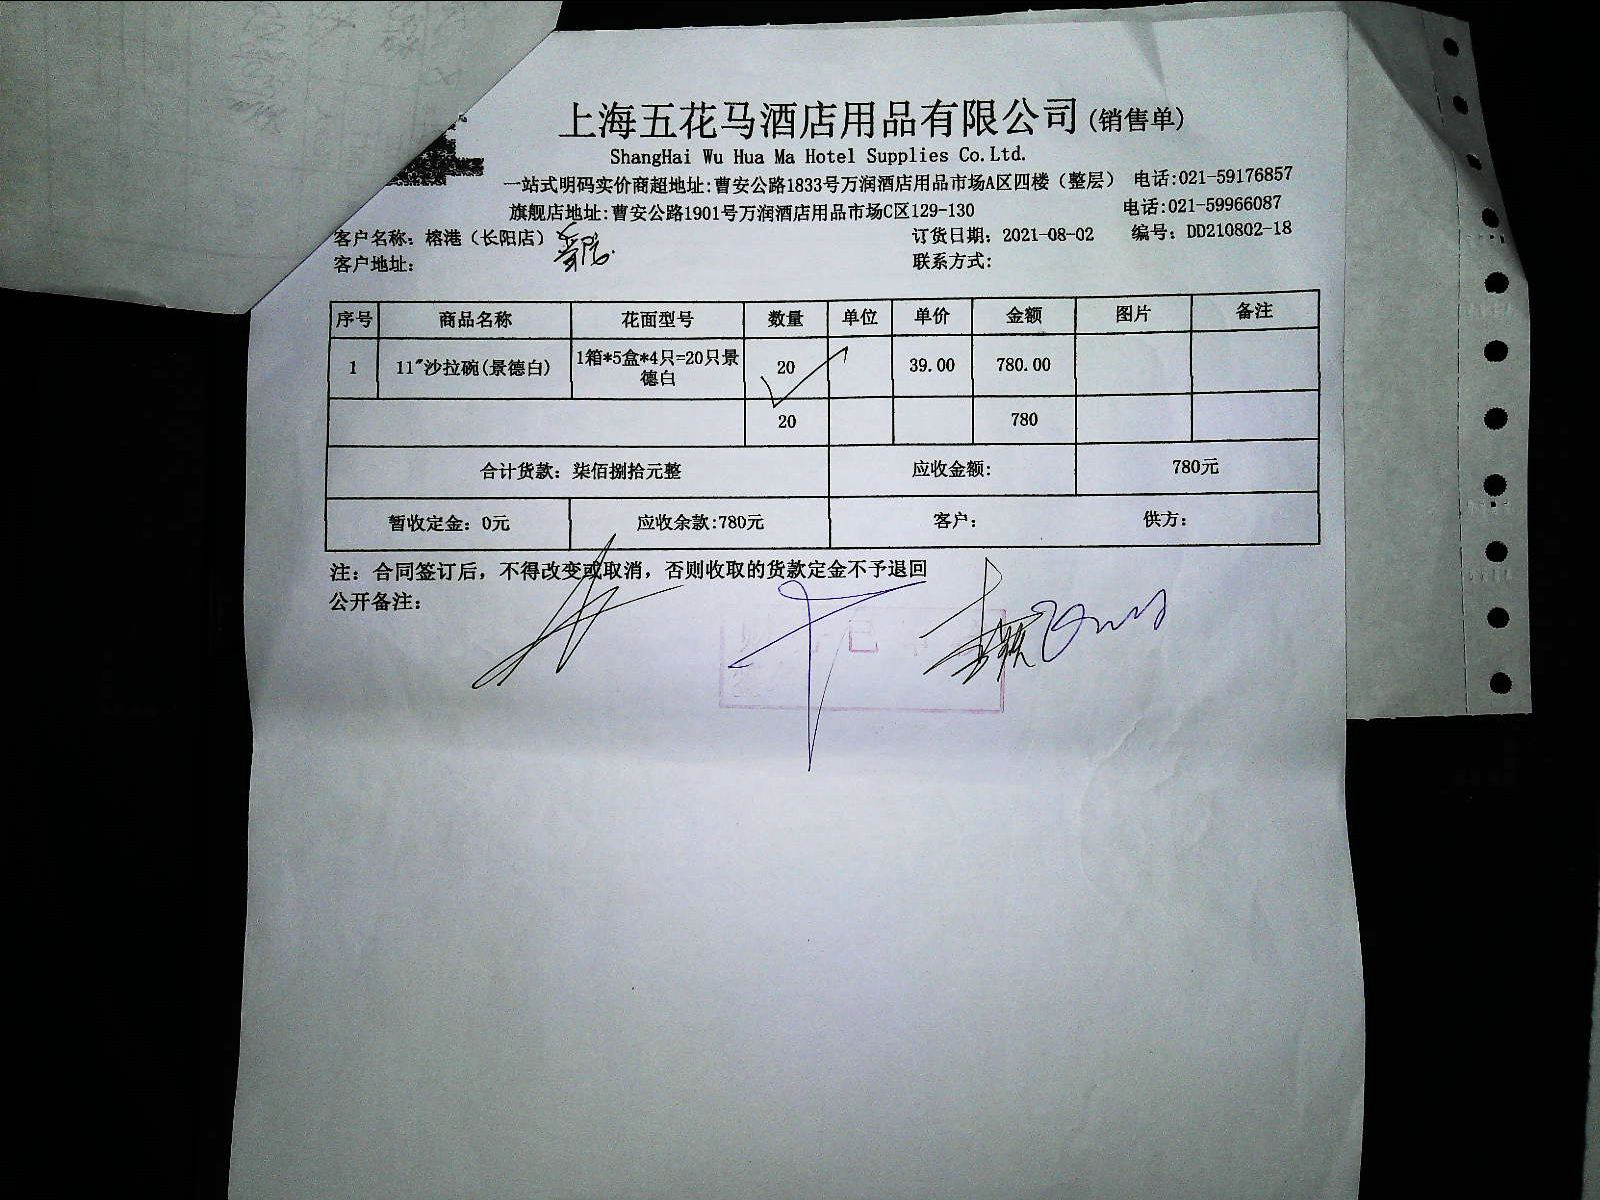 上海五花马酒店用品有限公司(销售单)
ShangHai Wu Hua Ma Hotel Supplies Co.Ltd.
一站式明码实价商超地址:曹安公路1833号万润酒店用品市场A区四楼（整层） 电话:021-59176857
旗舰店地址:曹安公路1901号万润酒店用品市场C区129-130 电话:021-59966087
客户名称：榕港（长阳店） 订货日期：2021-08-02 编号：DD210802-18
客户地址： 联系方式：
序号 商品名称 花面型号 数量 单位 单价 金额 图片 备注
1 11"沙拉碗(景德白) 1箱*5盒*4只=20只景德白 20 39.00 780.00
20 780
合计货款：柒佰捌拾元整 应收金额: 780元
暂收定金：0元 应收余款:780元 客户： 供方：
注：合同签订后，不得改变或取消，否则收取的货款定金不予退回
公开备注：